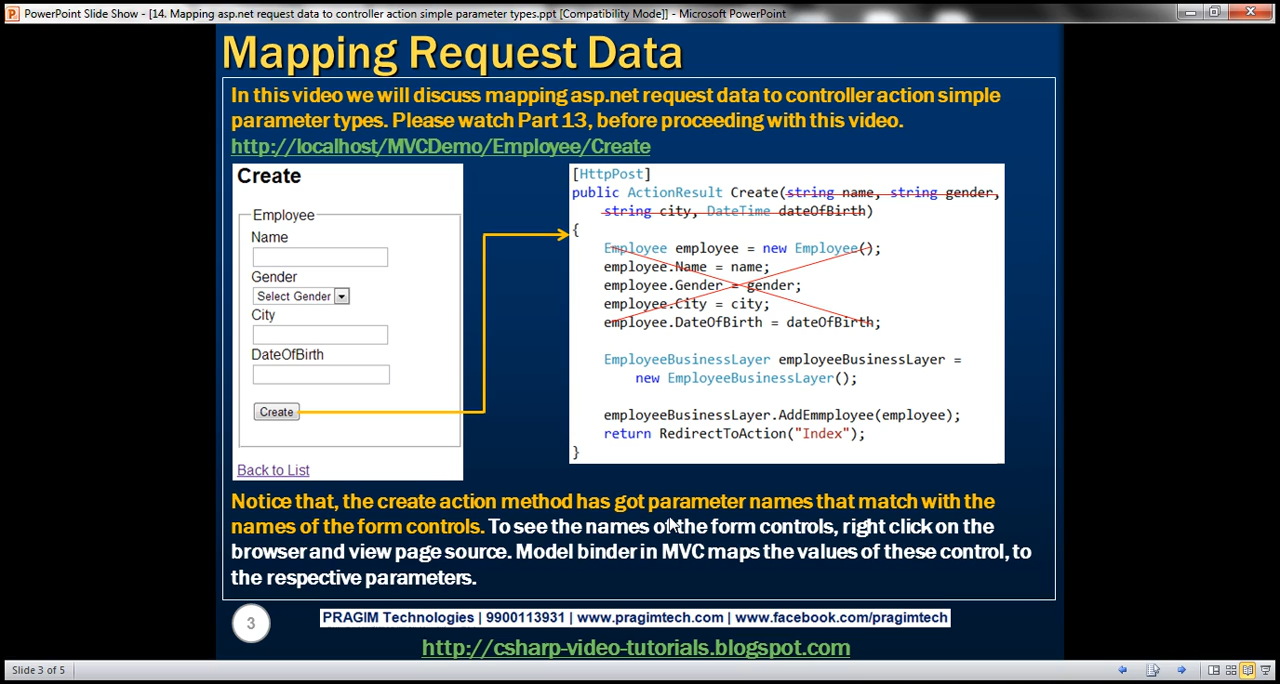 PowerPoint Slide Show - [14. Mapping asp.net request data to controller action simple parameter types.ppt [Compatibility Mode]] - Microsoft PowerPoint
Mapping Request Data
In this video we will discuss mapping asp.net request data to controller action simple
parameter types. Please watch Part 13, before proceeding with this video.
http://localhost/MVCDemo/Employee/Create
Create
Employee
Name
Gender
Select Gender
City
DateOfBirth
Create
Back to List
[HttpPost]
public ActionResult Create(string name, string gender,
string city, DateTime dateOfBirth)
{
Employee employee = new Employee();
employee.Name = name;
employee.Gender = gender;
employee.City = city;
employee.DateOfBirth = dateOfBirth;
EmployeeBusinessLayer employeeBusinessLayer =
new EmployeeBusinessLayer();
employeeBusinessLayer.AddEmmployee(employee);
return RedirectToAction("Index");
}
Notice that, the create action method has got parameter names that match with the
names of the form controls. To see the names of the form controls, right click on the
browser and view page source. Model binder in MVC maps the values of these control, to
the respective parameters.
3
PRAGIM Technologies | 9900113931 | www.pragimtech.com | www.facebook.com/pragimtech
http://csharp-video-tutorials.blogspot.com
Slide 3 of 5